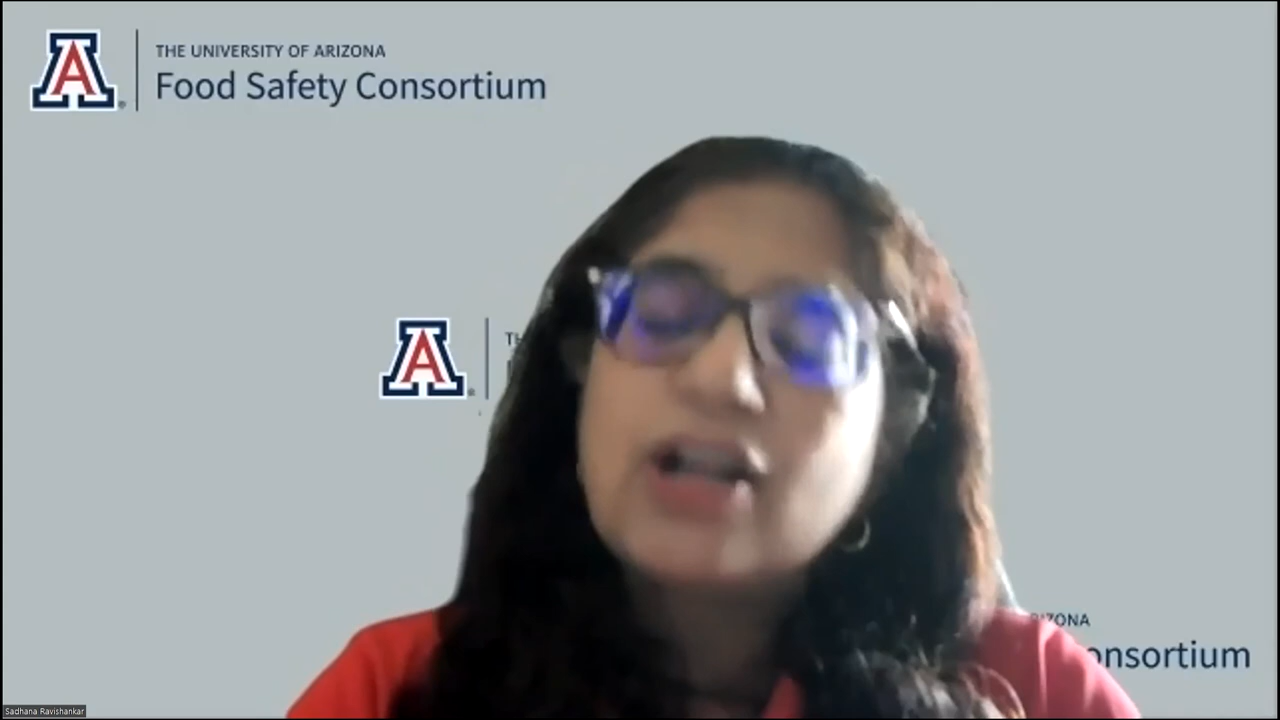 A
THE UNIVERSITY OF ARIZONA
Food Safety Consortium
A
RIZONA
onsortium
Sadhana Ravishankar